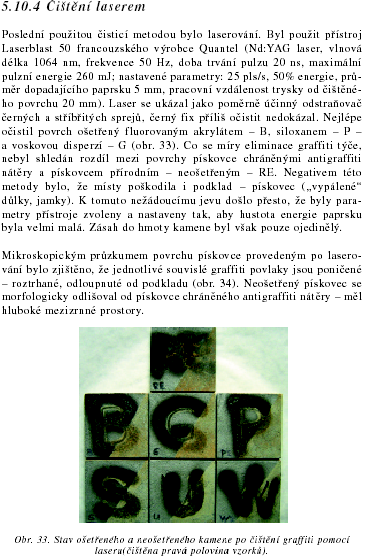 5.10.4 Čištění laserem
Poslední použitou čisticí metodou bylo laserování. Byl použit přístroj
Laserblast 50 francouzského výrobce Quantel (Nd:YAG laser, vlnová
délka 1064 nm, frekvence 50 Hz, doba trvání pulzu 20 ns, maximální
pulzní energie 260 mJ; nastavené parametry: 25 pls/s, 50% energie, prů-
měr dopadajícího paprsku 5 mm, pracovní vzdálenost trysky od čištěné-
ho povrchu 20 mm). Laser se ukázal jako poměrně účinný odstraňovač
černých a stříbřitých sprejů, černý fix příliš očistit nedokázal. Nejlépe
očistil povrch ošetřený fluorovaným akrylátem – B, siloxanem – P –
a voskovou disperzí – G (obr. 33). Co se míry eliminace graffiti týče,
nebyl shledán rozdíl mezi povrchy pískovce chráněnými antigraffiti
nátěry a pískovcem přírodním – neošetřeným – RE. Negativem této
metody bylo, že místy poškodila i podklad – pískovec („vypálené“
důlky, jamky). K tomuto nežádoucímu jevu došlo přesto, že byly para-
metry přístroje zvoleny a nastaveny tak, aby hustota energie paprsku
byla velmi malá. Zásah do hmoty kamene byl však pouze ojedinělý.
Mikroskopickým průzkumem povrchu pískovce provedeným po lasero-
vání bylo zjištěno, že jednotlivé souvislé graffiti povlaky jsou poničené
– roztrhané, odloupnuté od podkladu (obr. 34). Neošetřený pískovec se
morfologicky odlišoval od pískovce chráněného antigraffiti nátěry – měl
hluboké mezizrnné prostory.
RE
B G P
S U W
Obr. 33. Stav ošetřeného a neošetřeného kamene po čištění graffiti pomocí
laseru(čištěna pravá polovina vzorků).